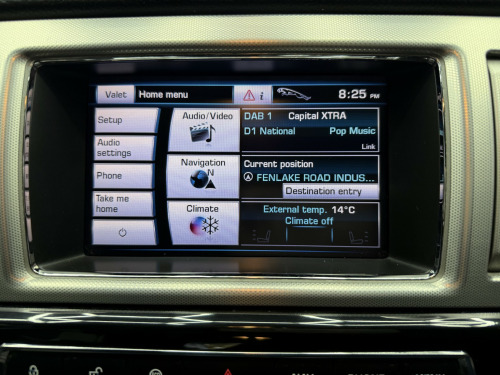 Valet
Home menu
i
8:25 PM
Setup
Audio settings
Phone
Take me home
Audio/Video
DAB 1 Capital XTRA
D1 National Pop Music
Link
Navigation
N
Current position
FENLAKE ROAD INDUS...
Destination entry
Climate
External temp. 14°C
Climate off